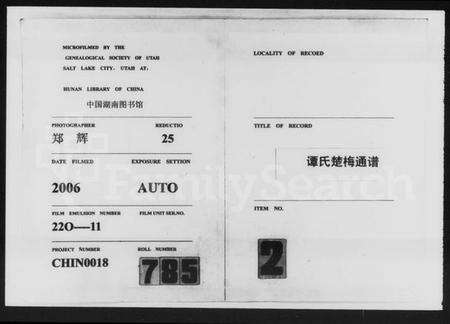 MICROFILMED BY THE
GENEALOGICAL SOCIETY OF UTAH
SALT LAKE CITY. UTAH AT:
HUNAN LIBRARY OF CHINA
中国湖南图书馆
PHOTOGRAPHER REDUCTIO
郑 辉 25
DATE FILMED EXPOSURE SETTION
2006 AUTO
FILM EMULSION NUMBER FILM UNIT SER.NO.
22O----11
PROJECT NUMBER ROLL NUMBER
CHIN0018 785
LOCALITY OF RECOED
TITLE OF RECORD
谭氏楚梅通谱
ITEM NO.
2
FamilySearch